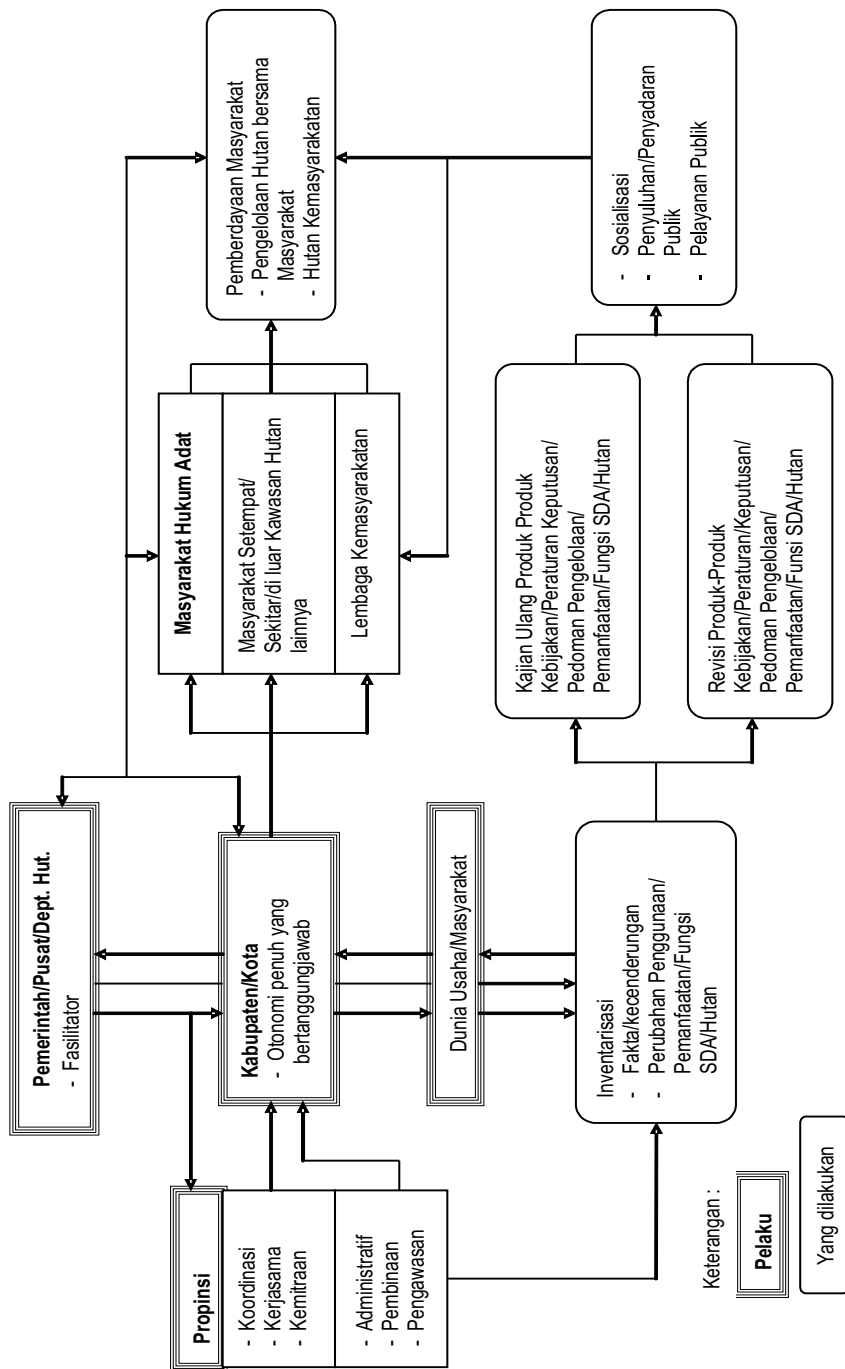 Pemerintah/Pusat/Dept. Hut.
- Fasilitator
Propinsi
- Koordinasi
- Kerjasama
- Kemitraan
- Administratif
- Pembinaan
- Pengawasan
Kabupaten/Kota
- Otonomi penuh yang
bertanggungjawab
Dunia Usaha/Masyarakat
Masyarakat Hukum Adat
Masyarakat Setempat/
Sekitar/di luar Kawasan Hutan
lainnya
Lembaga Kemasyarakatan
Pemberdayaan Masyarakat
- Pengelolaan Hutan bersama
Masyarakat
- Hutan Kemasyarakatan
Inventarisasi
- Fakta/kecenderungan
- Perubahan Penggunaan/
Pemanfaatan/Fungsi
SDA/Hutan
Kajian Ulang Produk Produk
Kebijakan/Peraturan Keputusan/
Pedoman Pengelolaan/
Pemanfaatan/Fungsi SDA/Hutan
Revisi Produk-Produk
Kebijakan/Peraturan/Keputusan/
Pedoman Pengelolaan/
Pemanfaatan/Funsi SDA/Hutan
- Sosialisasi
- Penyuluhan/Penyadaran
Publik
- Pelayanan Publik
Keterangan :
Pelaku
Yang dilakukan